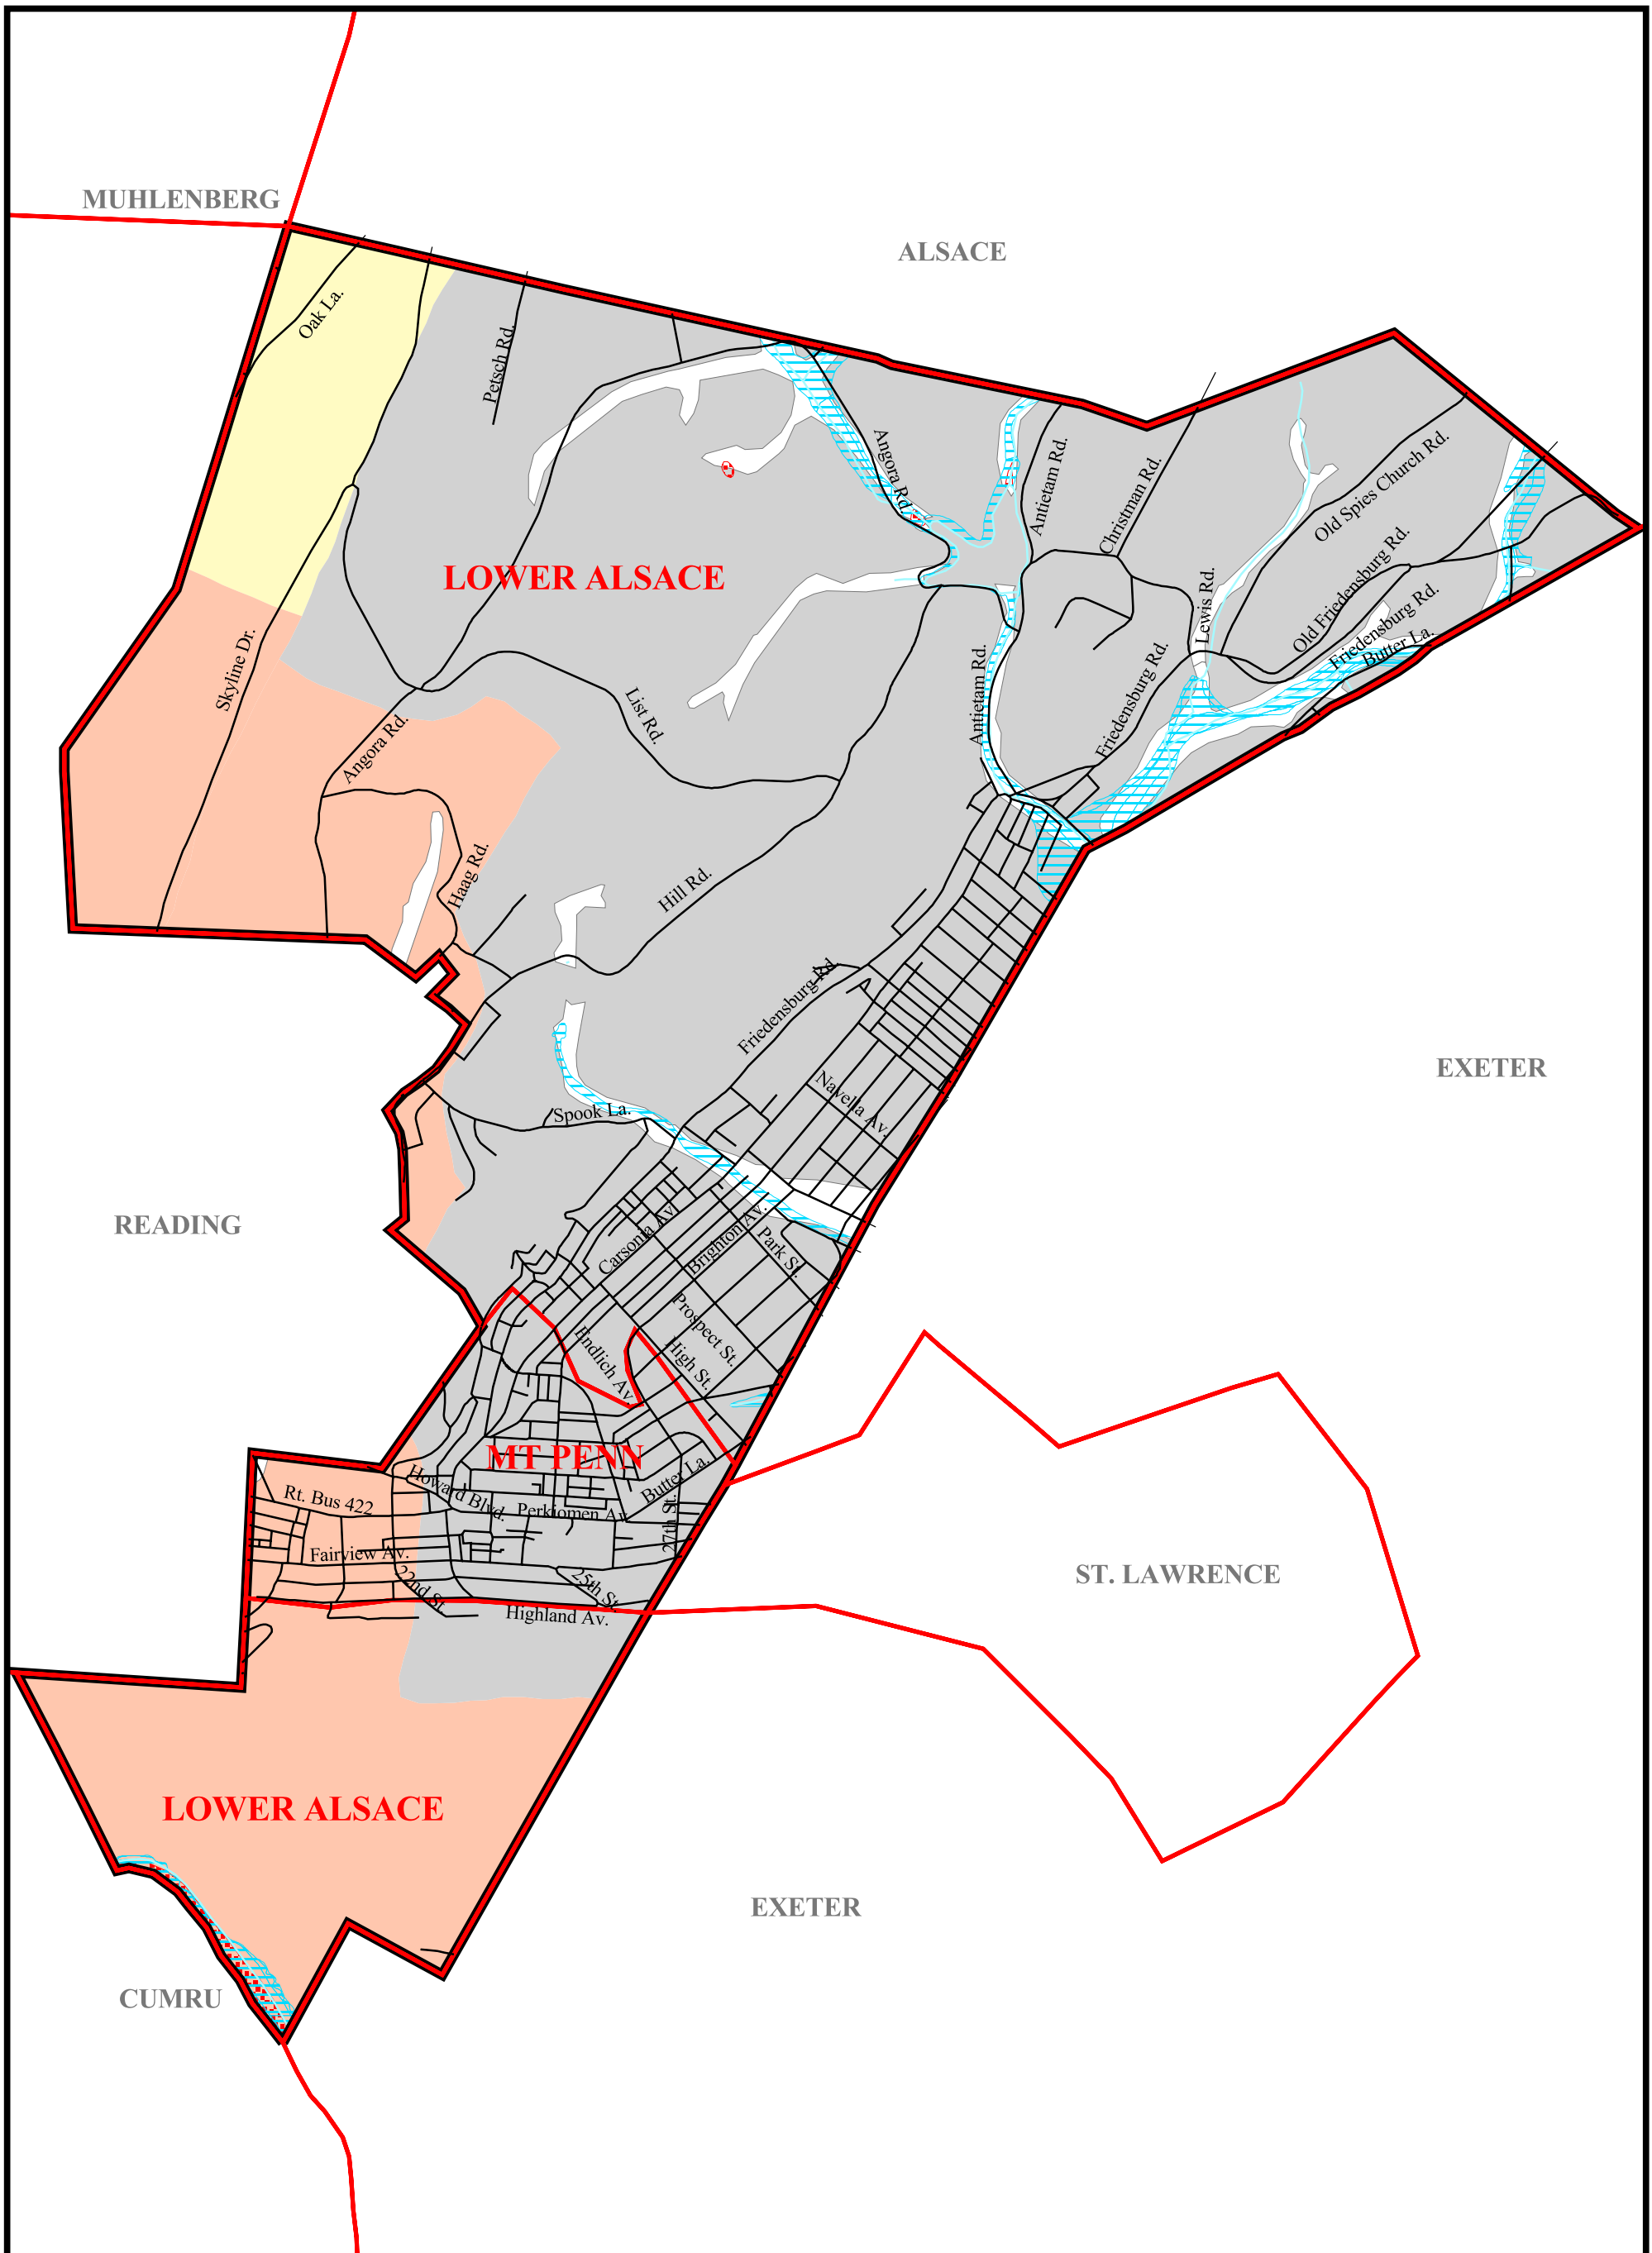 MUHLENBERG
ALSACE
Oak La.
Petsch Rd.
Angora Rd.
Antietam Rd.
Christman Rd.
Old Spies Church Rd.
LOWER ALSACE
Old Friedensburg Rd.
Lewis Rd.
Friedensburg Rd.
Butter La.
Skyline Dr.
List Rd.
Antietam Rd.
Friedensburg Rd.
Angora Rd.
Haag Rd.
Hill Rd.
Friedensburg Rd.
EXETER
Navella Av.
Spook La.
READING
Carsonia Av.
Brighton Av.
Park St.
Prospect St.
Endlich Av.
High St.
MT PENN
Howard Blvd.
Butter La.
Rt. Bus 422
Perkiomen Av.
27th St.
Fairview Av.
22nd St.
25th St.
ST. LAWRENCE
Highland Av.
LOWER ALSACE
EXETER
CUMRU